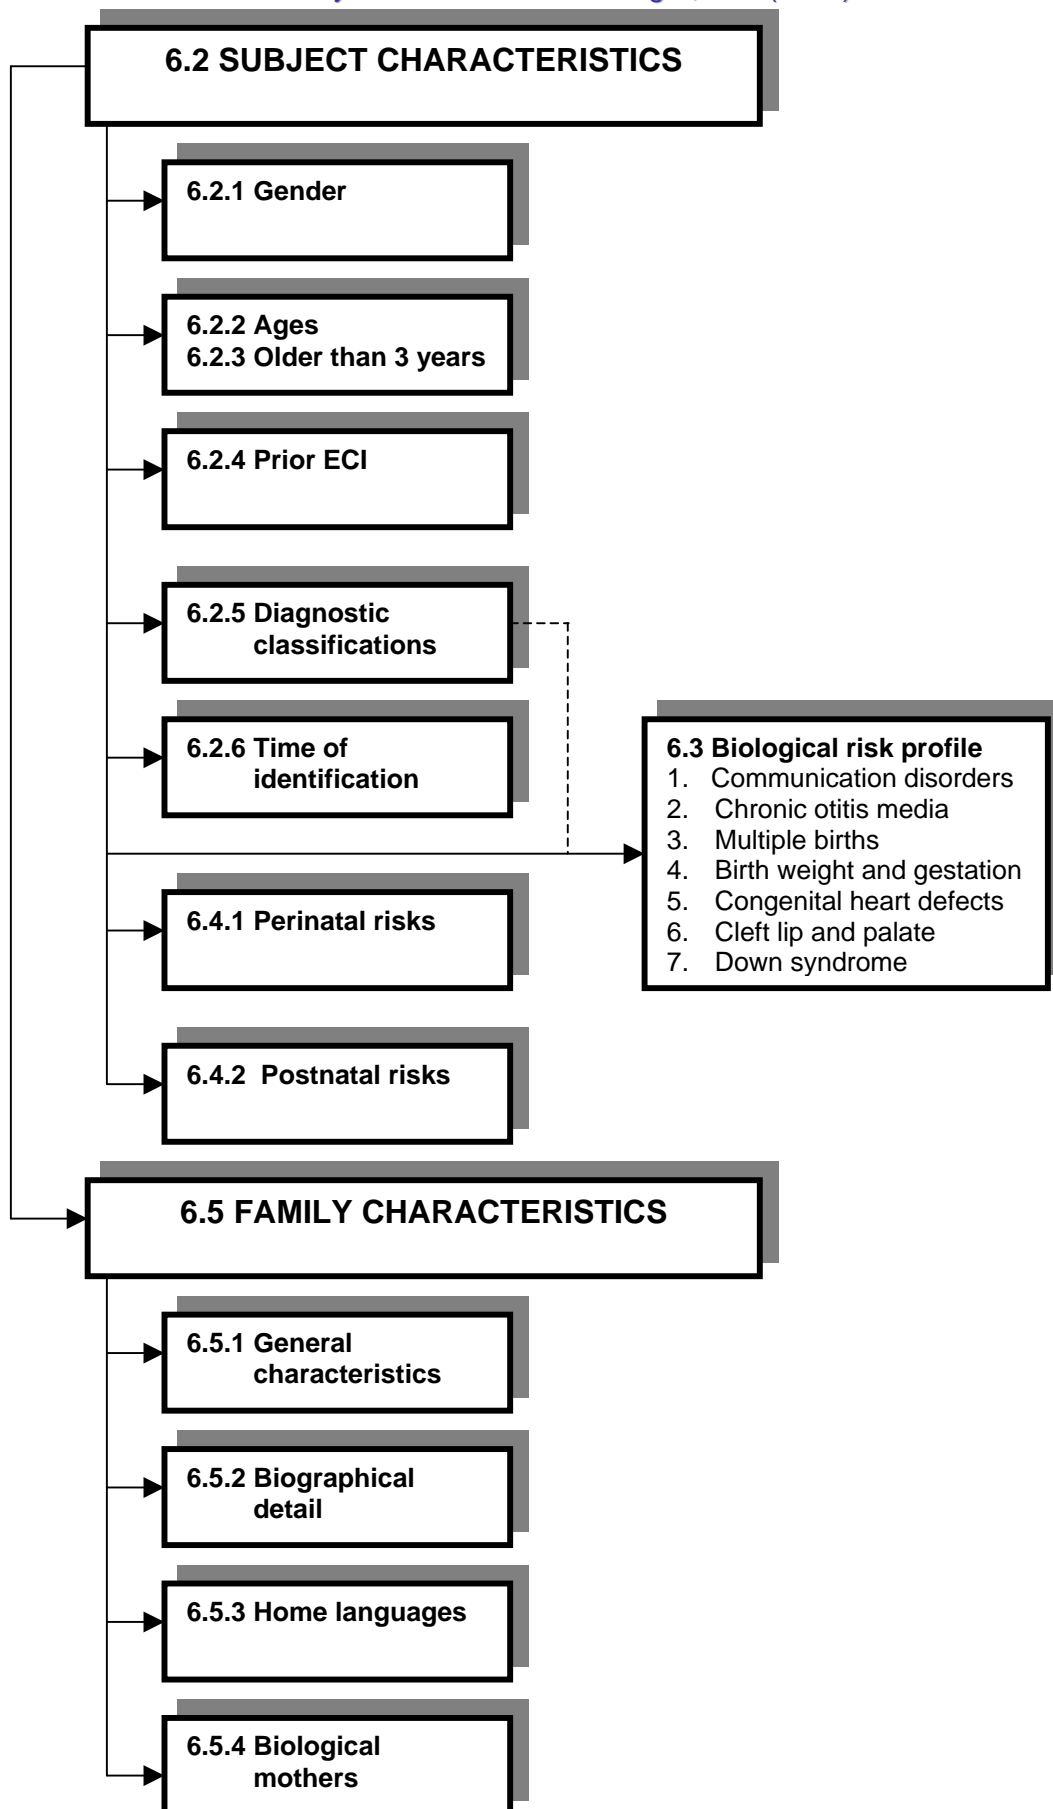 6.2 SUBJECT CHARACTERISTICS
6.2.1 Gender
6.2.2 Ages
6.2.3 Older than 3 years
6.2.4 Prior ECI
6.2.5 Diagnostic
classifications
6.2.6 Time of
identification
6.3 Biological risk profile
1. Communication disorders
2. Chronic otitis media
3. Multiple births
4. Birth weight and gestation
5. Congenital heart defects
6. Cleft lip and palate
7. Down syndrome
6.4.1 Perinatal risks
6.4.2 Postnatal risks
6.5 FAMILY CHARACTERISTICS
6.5.1 General
characteristics
6.5.2 Biographical
detail
6.5.3 Home languages
6.5.4 Biological
mothers